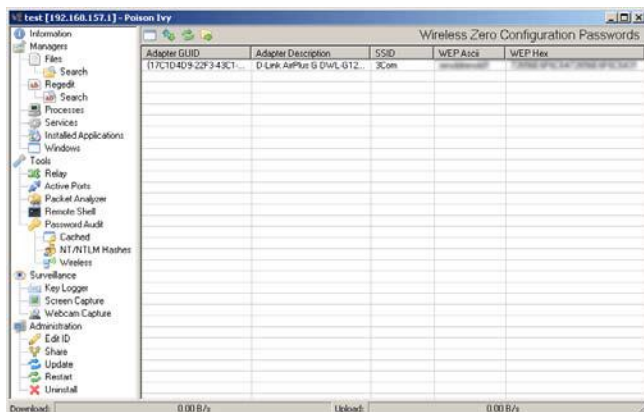 test [192.168.157.1] - Poison Ivy
Wireless Zero Configuration Passwords
Information
Managers
Files
Search
Regedit
Search
Processes
Services
Installed Applications
Windows
Tools
Relay
Active Ports
Packet Analyzer
Remote Shell
Password Audit
Cached
NT/NTLM Hashes
Wireless
Surveillance
Key Logger
Screen Capture
Webcam Capture
Administration
Edit ID
Share
Update
Restart
Uninstall
Adapter GUID Adapter Description SSID WEP Ascii WEP Hex
{17C1D4D9-22F3-43C1-... D-Link AirPlus G DWL-G12... 3Com
Download: 0.00 B/s Upload: 0.00 B/s